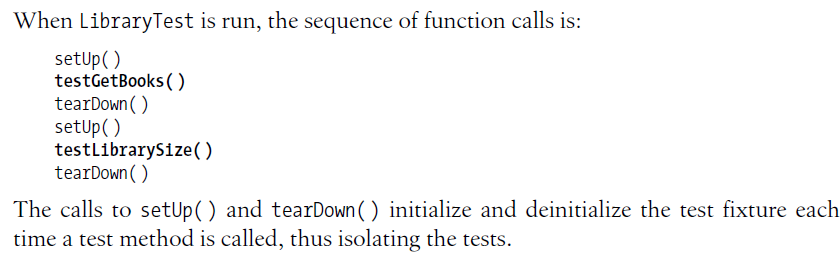 When LibraryTest is run, the sequence of function calls is:
setUp( )
testGetBooks( )
tearDown( )
setUp( )
testLibrarySize( )
tearDown( )
The calls to setUp( ) and tearDown( ) initialize and deinitialize the test fixture each
time a test method is called, thus isolating the tests.